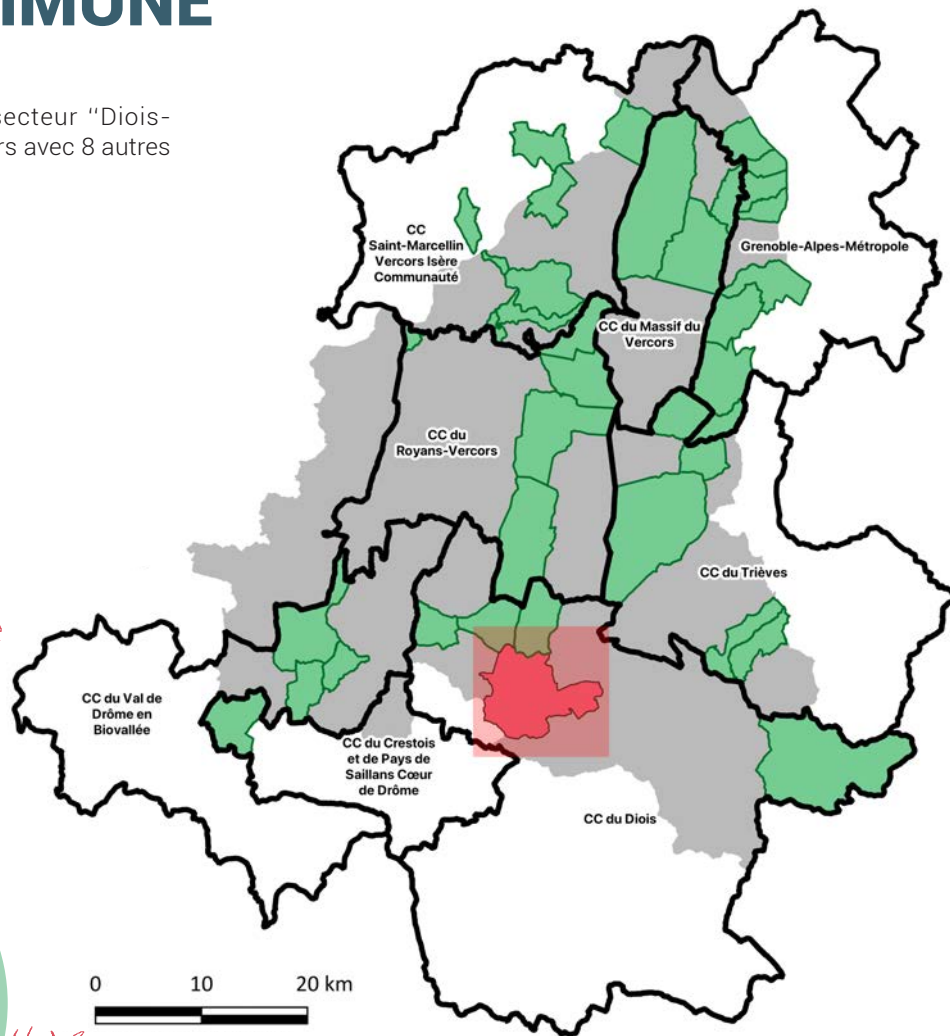 secteur "Diois-
avec 8 autres
CC
Saint-Marcellin
Vercors Isère
Communauté
Grenoble-Alpes-Métropole
CC du Massif du
Vercors
CC du
Royans-Vercors
CC du Trièves
CC du Val de
Drôme en
Biovallée
CC du Crestois
et de Pays de
Saillans Cœur
de Drôme
CC du Diois
0 10 20 km